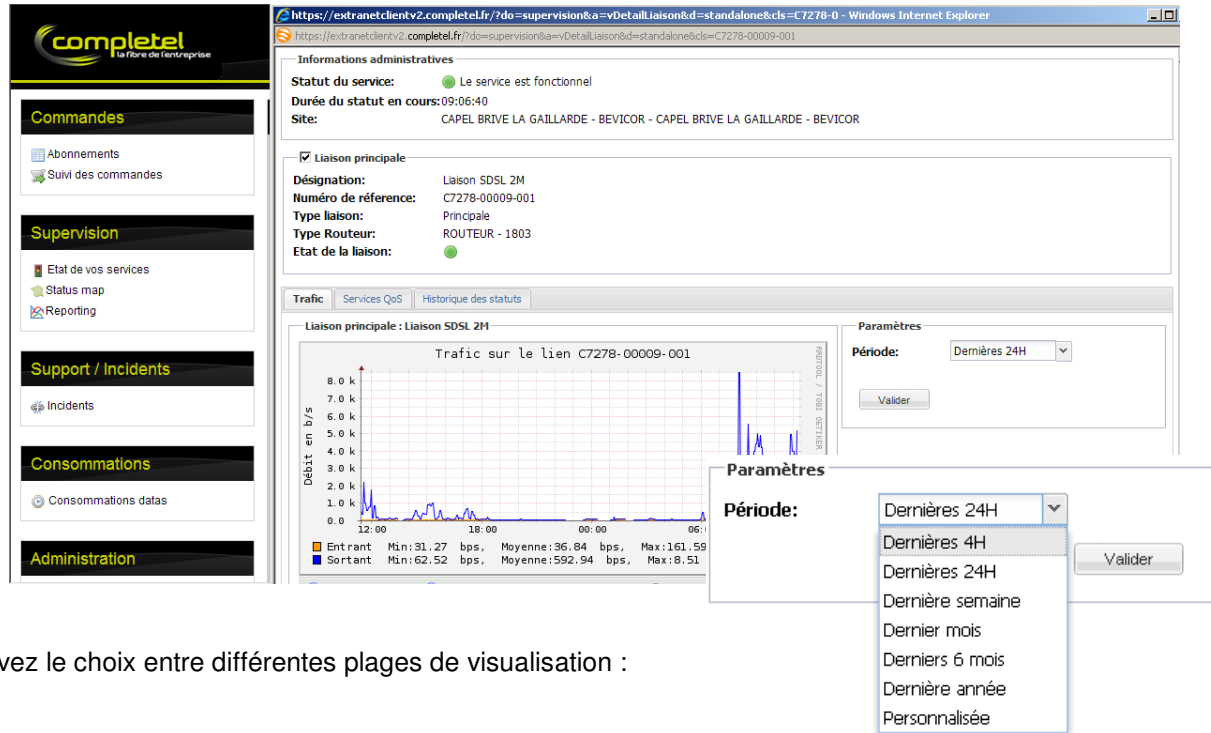 completel
la fibre de l'entreprise
Commandes
Abonnements
Suivi des commandes
Supervision
Etat de vos services
Status map
Reporting
Support / Incidents
Incidents
Consommations
Consommations datas
Administration
https://extranetclientv2.completel.fr/?do=supervision&a=vDetailLiaison&d=standalone&cls=C7278-0 - Windows Internet Explorer
https://extranetclientv2.completel.fr/?do=supervision&a=vDetailLiaison&d=standalone&cls=C7278-00009-001
Informations administratives
Statut du service: Le service est fonctionnel
Durée du statut en cours: 09:06:40
Site: CAPEL BRIVE LA GAILLARDE - BEVICOR - CAPEL BRIVE LA GAILLARDE - BEVICOR
Liaison principale
Désignation: Liaison SDSL 2M
Numéro de réference: C7278-00009-001
Type liaison: Principale
Type Routeur: ROUTEUR - 1803
Etat de la liaison:
Trafic Services QoS Historique des statuts
Liaison principale : Liaison SDSL 2M
Trafic sur le lien C7278-00009-001
RRDTOOL / TOBI OETIKER
Débit en b/s
8.0 k
7.0 k
6.0 k
5.0 k
4.0 k
3.0 k
2.0 k
1.0 k
0.0
12:00 18:00 00:00 06:
Entrant Min:31.27 bps, Moyenne:36.84 bps, Max:161.59
Sortant Min:62.52 bps, Moyenne:592.94 bps, Max:8.51
Paramètres
Période: Dernières 24H
Valider
Paramètres
Période: Dernières 24H
Dernières 4H
Dernières 24H
Dernière semaine
Dernier mois
Derniers 6 mois
Dernière année
Personnalisée
Valider
vez le choix entre différentes plages de visualisation :